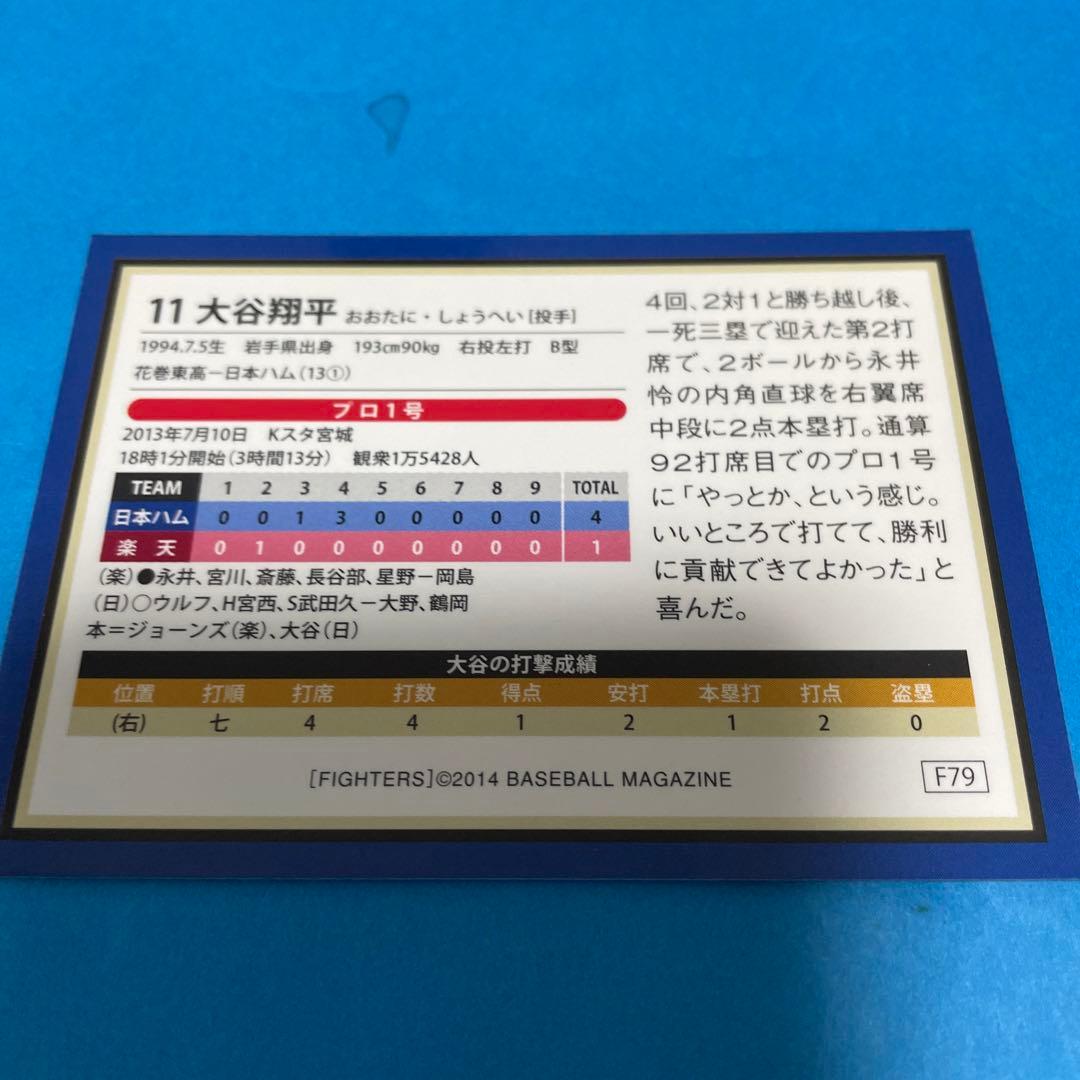 11 大谷翔平 おおたに・しょうへい[投手]
1994.7.5生 岩手県出身 193cm90kg 右投左打 B型
花巻東高－日本ハム(13①)
プロ1号
2013年7月10日 Kスタ宮城
18時1分開始(3時間13分) 観衆1万5428人
TEAM 1 2 3 4 5 6 7 8 9 TOTAL
日本ハム 0 0 1 3 0 0 0 0 0 4
楽天 0 1 0 0 0 0 0 0 0 1
(楽)●永井、宮川、斎藤、長谷部、星野－岡島
(日)○ウルフ、H宮西、S武田久－大野、鶴岡
本＝ジョーンズ(楽)、大谷(日)
4回、2対1と勝ち越し後、
一死三塁で迎えた第2打
席で、2ボールから永井
怜の内角直球を右翼席
中段に2点本塁打。通算
92打席目でのプロ1号
に「やっとか、という感じ。
いいところで打てて、勝利
に貢献できてよかった」と
喜んだ。
大谷の打撃成績
位置 打順 打席 打数 得点 安打 本塁打 打点 盗塁
(右) 七 4 4 1 2 1 2 0
[FIGHTERS]©2014 BASEBALL MAGAZINE
F79